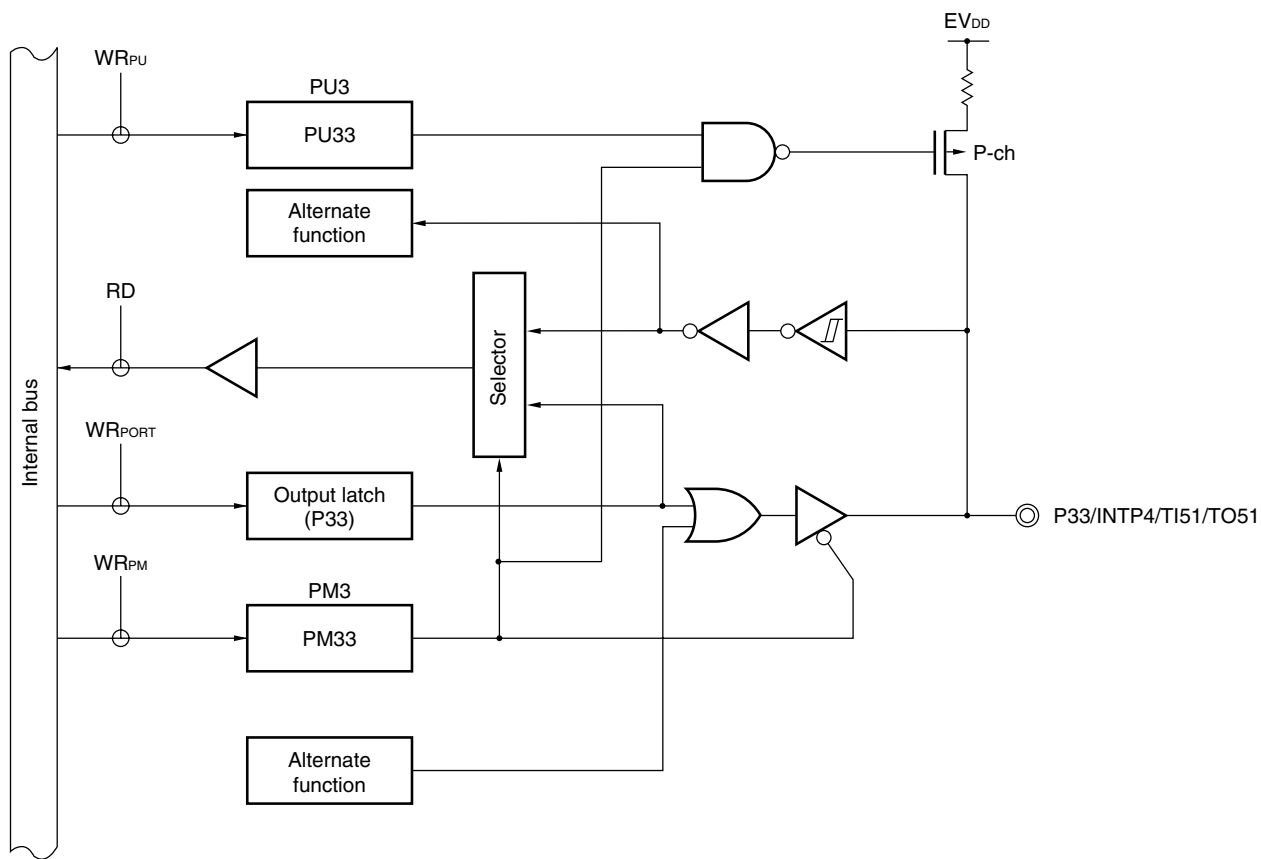 EVDD
WRPU
PU3
PU33
P-ch
Alternate
function
RD
Selector
Internal bus
WRPORT
Output latch
(P33)
P33/INTP4/TI51/TO51
WRPM
PM3
PM33
Alternate
function